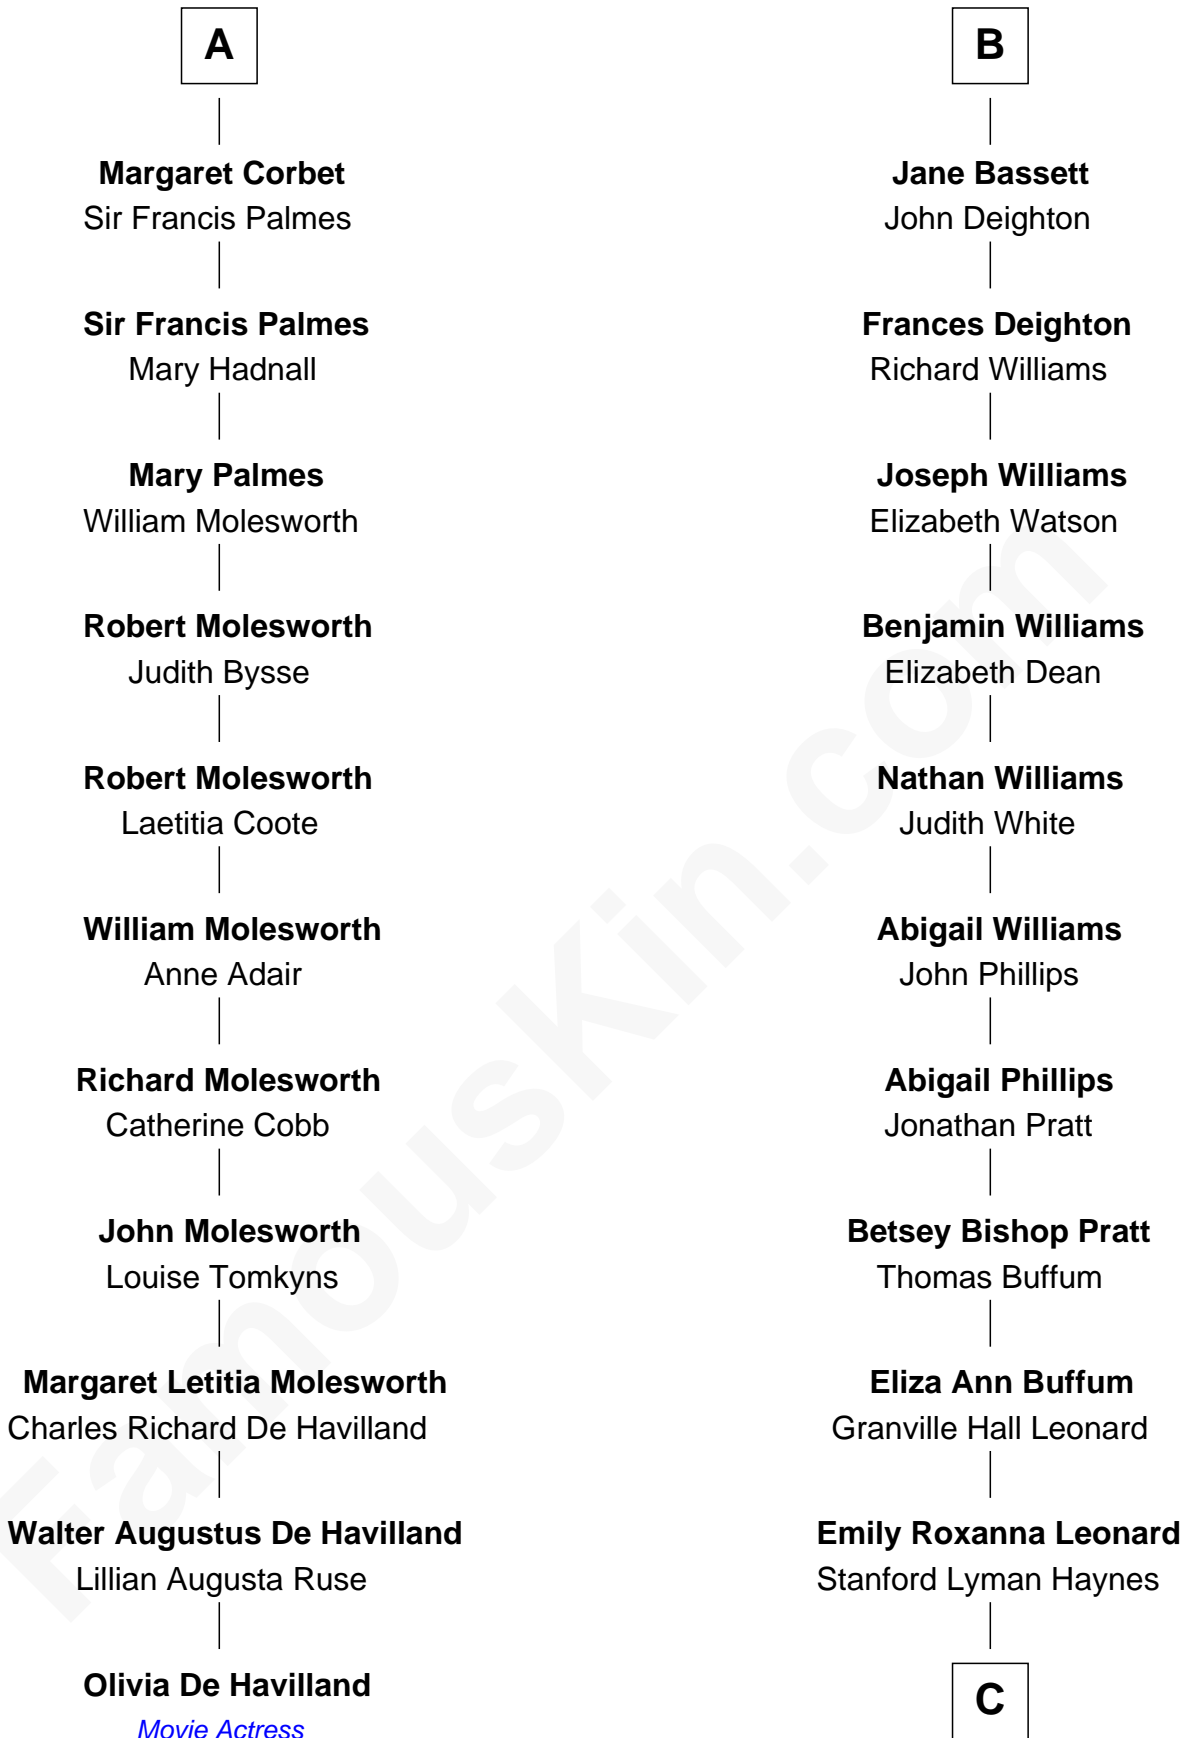 A
Margaret Corbet
Sir Francis Palmes
Sir Francis Palmes
Mary Hadnall
Mary Palmes
William Molesworth
Robert Molesworth
Judith Bysse
Robert Molesworth
Laetitia Coote
William Molesworth
Anne Adair
Richard Molesworth
Catherine Cobb
John Molesworth
Louise Tomkyns
Margaret Letitia Molesworth
Charles Richard De Havilland
Walter Augustus De Havilland
Lillian Augusta Ruse
Olivia De Havilland
Movie Actress
B
Jane Bassett
John Deighton
Frances Deighton
Richard Williams
Joseph Williams
Elizabeth Watson
Benjamin Williams
Elizabeth Dean
Nathan Williams
Judith White
Abigail Williams
John Phillips
Abigail Phillips
Jonathan Pratt
Betsey Bishop Pratt
Thomas Buffum
Eliza Ann Buffum
Granville Hall Leonard
Emily Roxanna Leonard
Stanford Lyman Haynes
C
FamousKin.com